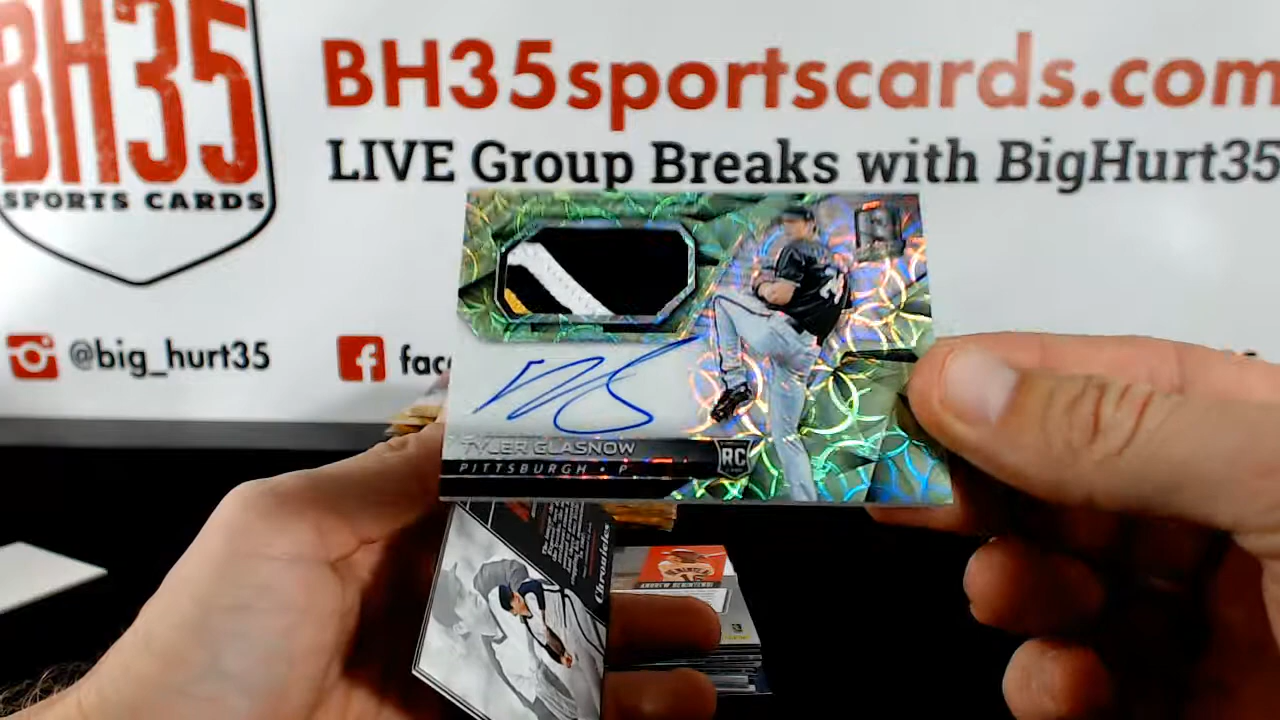 BH35
SPORTS CARDS
BH35sportscards.com
LIVE Group Breaks with BigHurt35
@big_hurt35
fac
TYLER GLASNOW
PITTSBURGH • P
RC
Chronicles
ANDREW BENINTENDI